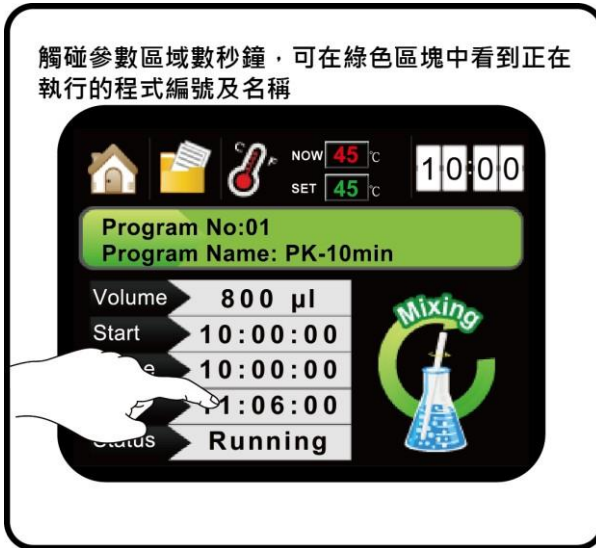 觸碰參數區域數秒鐘，可在綠色區塊中看到正在
執行的程式編號及名稱
℃ ℉ NOW 45 ℃ 10:00
SET 45 ℃
Program No:01
Program Name: PK-10min
Volume 800 µl
Mixing
Start 10:00:00
10:00:00
1:06:00
Status Running